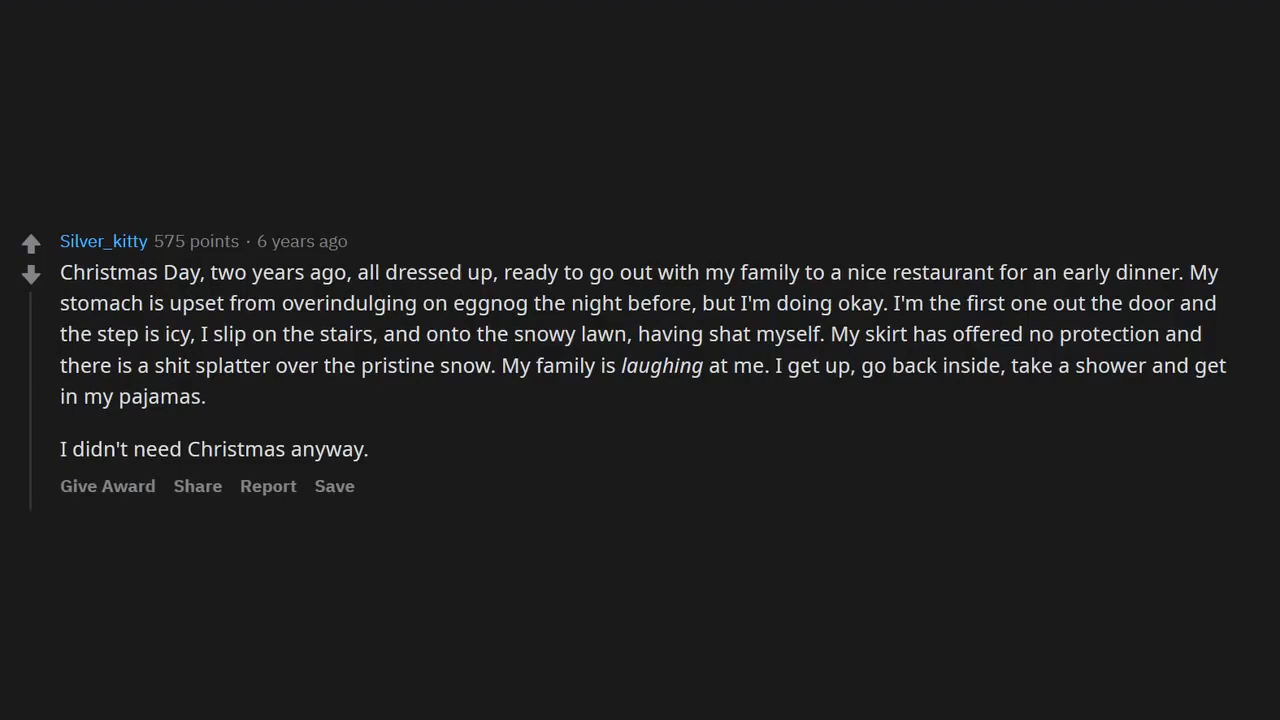 Silver_kitty 575 points · 6 years ago
Christmas Day, two years ago, all dressed up, ready to go out with my family to a nice restaurant for an early dinner. My
stomach is upset from overindulging on eggnog the night before, but I'm doing okay. I'm the first one out the door and
the step is icy, I slip on the stairs, and onto the snowy lawn, having shat myself. My skirt has offered no protection and
there is a shit splatter over the pristine snow. My family is laughing at me. I get up, go back inside, take a shower and get
in my pajamas.
I didn't need Christmas anyway.
Give Award Share Report Save